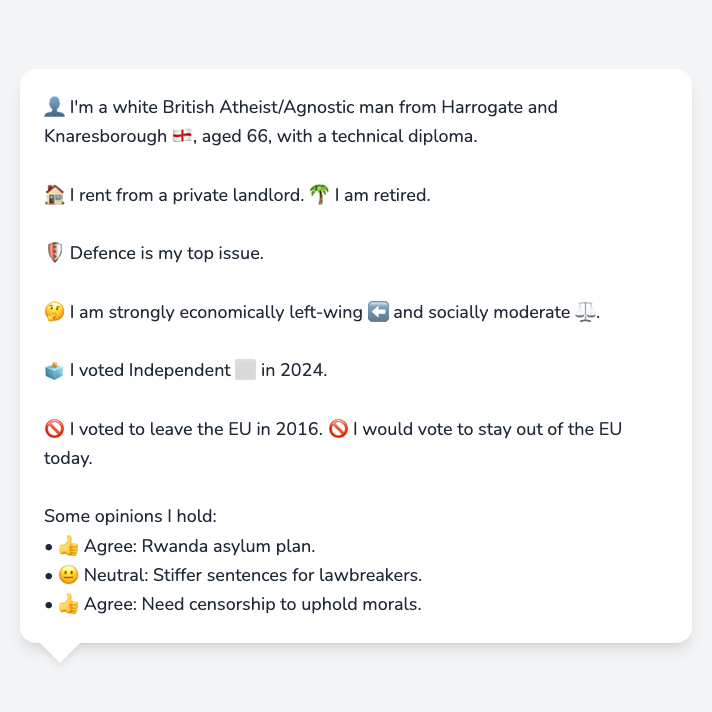 👤 I'm a white British Atheist/Agnostic man from Harrogate and
Knaresborough 🏴󠁧󠁢󠁥󠁮󠁧󠁿, aged 66, with a technical diploma.
🏠 I rent from a private landlord. 🌴 I am retired.
🛡️ Defence is my top issue.
🤔 I am strongly economically left-wing ⬅️ and socially moderate ⚖️.
🗳️ I voted Independent ⬜ in 2024.
🚫 I voted to leave the EU in 2016. 🚫 I would vote to stay out of the EU
today.
Some opinions I hold:
• 👍 Agree: Rwanda asylum plan.
• 😐 Neutral: Stiffer sentences for lawbreakers.
• 👍 Agree: Need censorship to uphold morals.